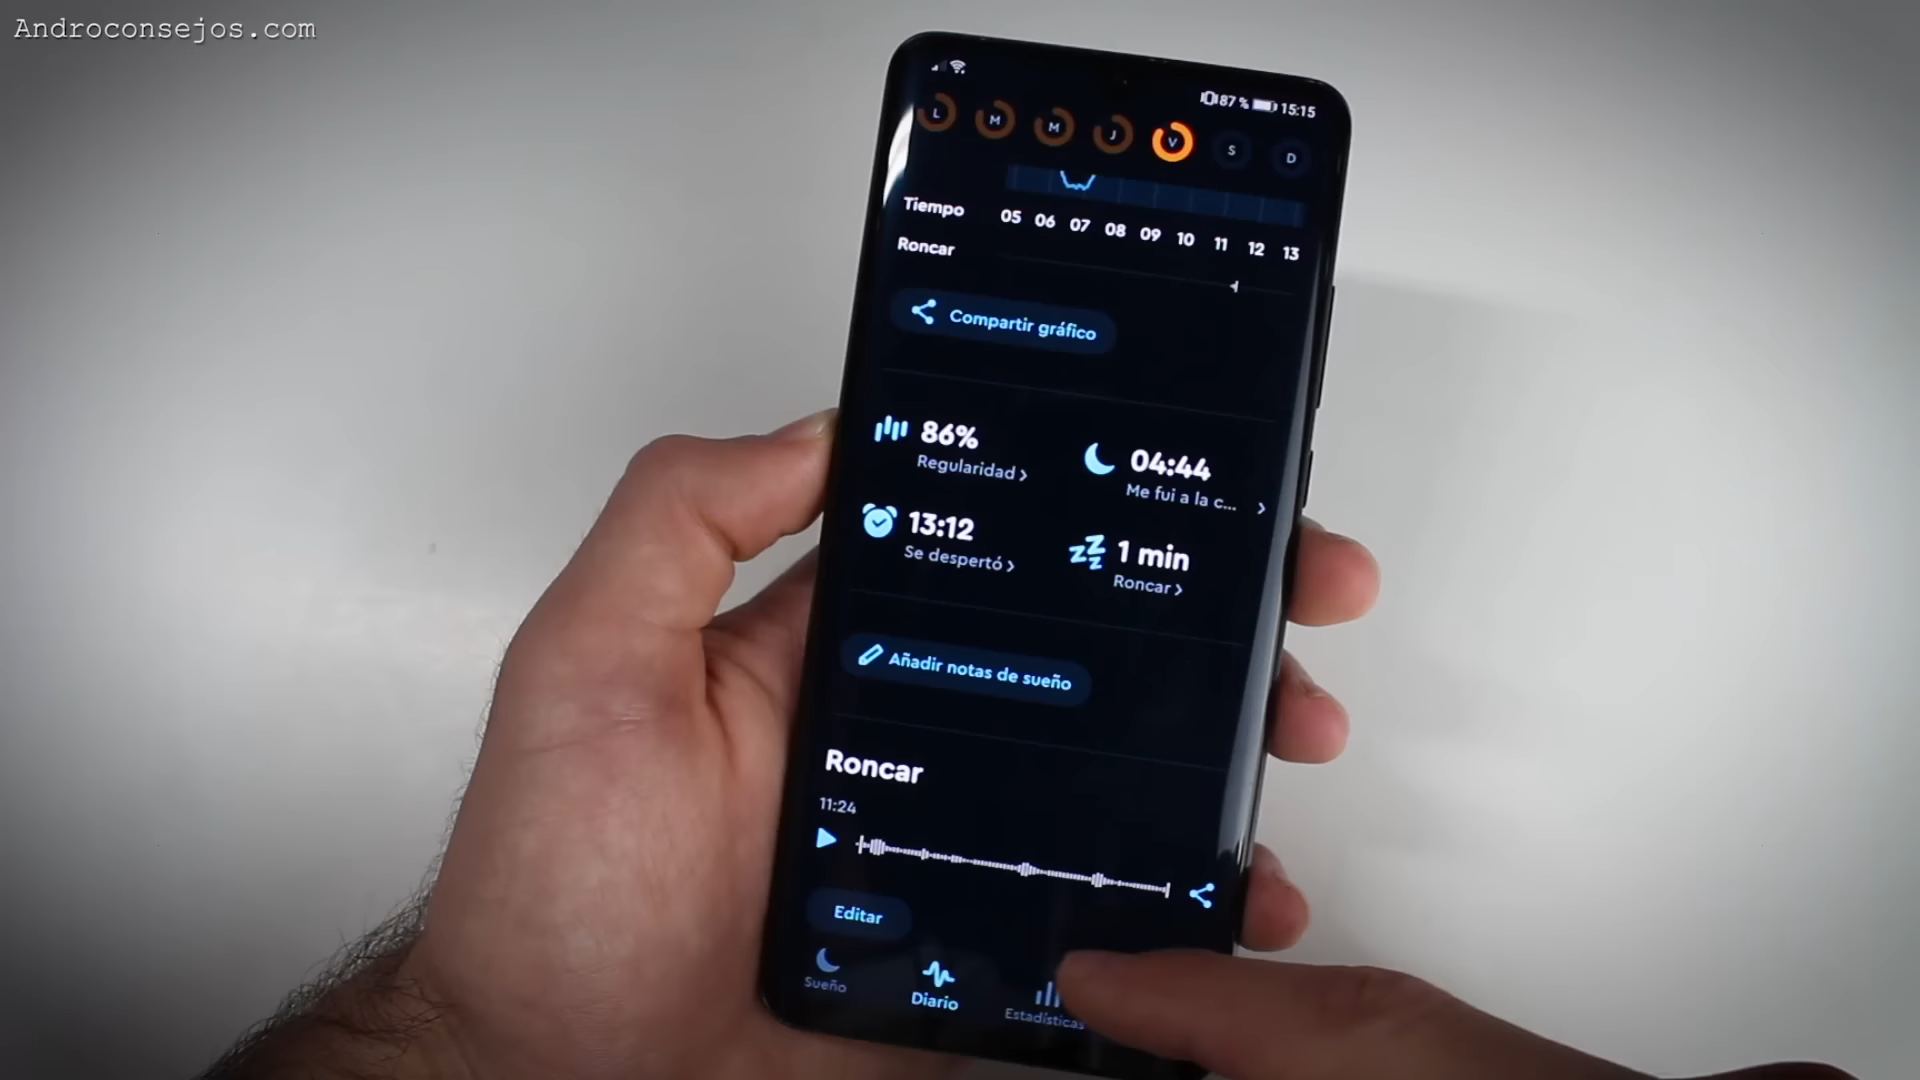 Androconsejos.com
87 % 15:15
L M M J V S D
Tiempo 05 06 07 08 09 10 11 12 13
Roncar
Compartir gráfico
86%
Regularidad >
04:44
Me fui a la c... >
13:12
Se despertó >
1 min
Roncar >
Añadir notas de sueño
Roncar
11:24
Editar
Sueño Diario Estadísticas